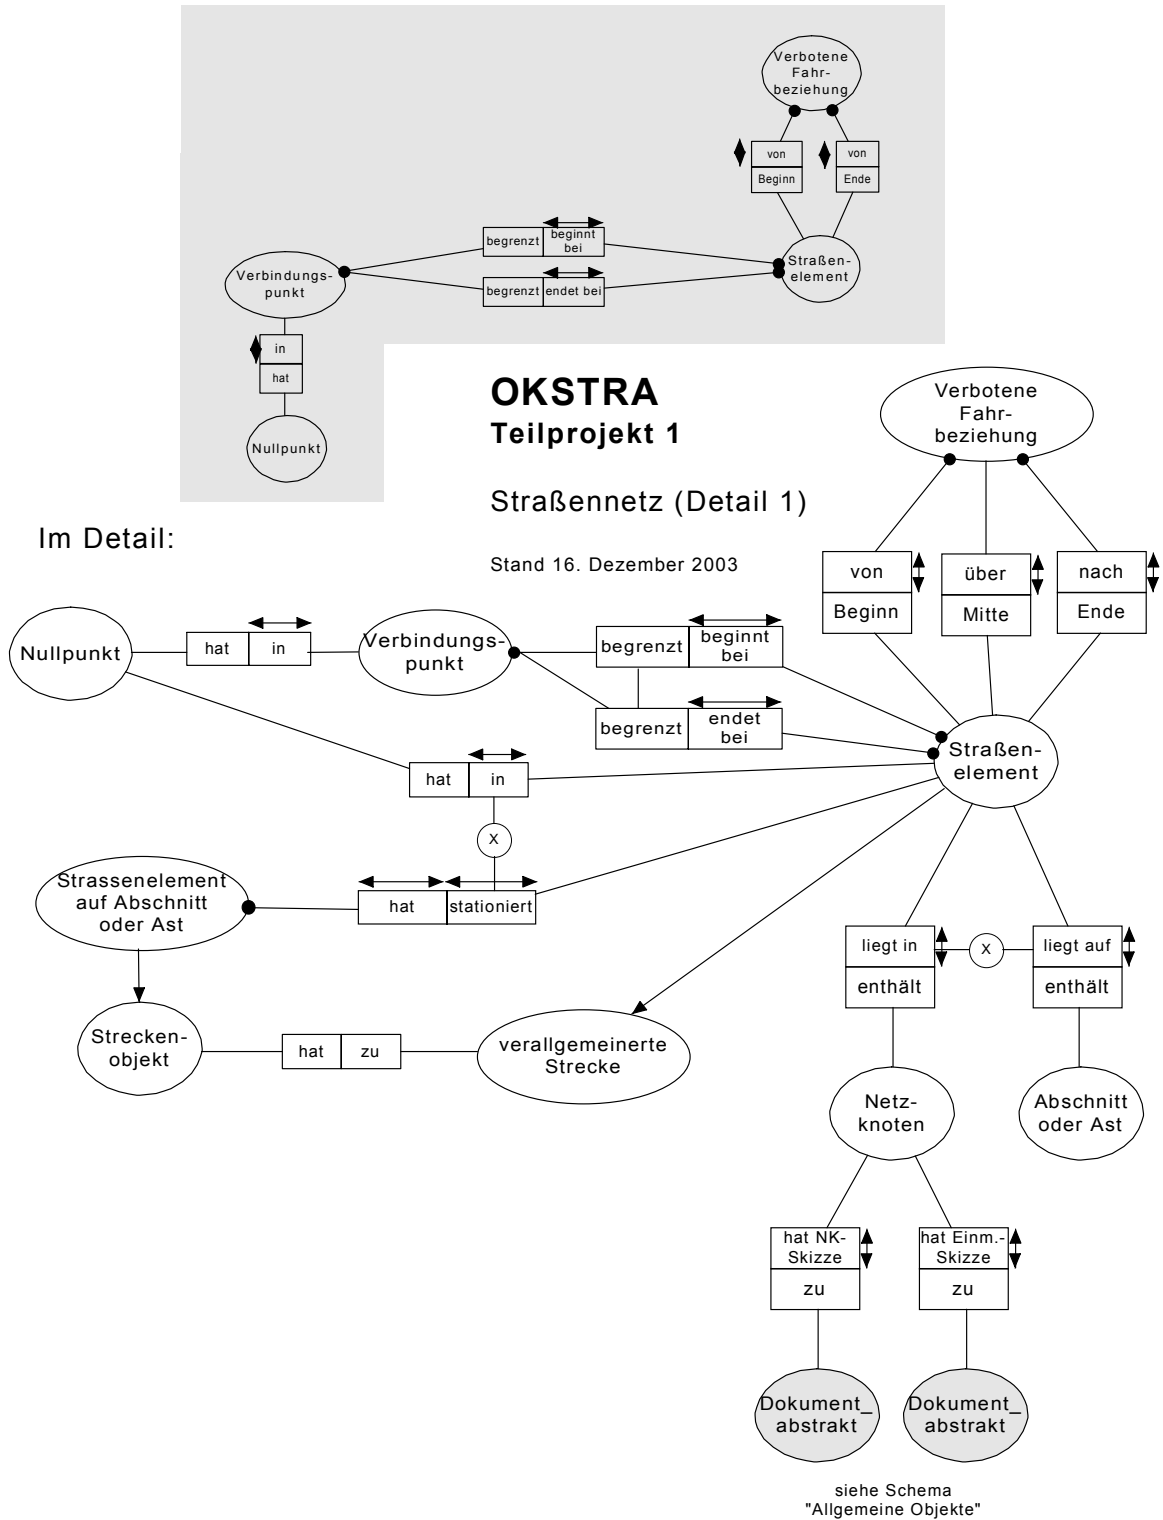 Verbotene
Fahr-
beziehung
von
Beginn
von
Ende
begrenzt
beginnt
bei
begrenzt
endet bei
Straßen-
element
Verbindungs-
punkt
in
hat
Nullpunkt
OKSTRA
Teilprojekt 1
Straßennetz (Detail 1)
Stand 16. Dezember 2003
Im Detail:
Verbotene
Fahr-
beziehung
von
Beginn
über
Mitte
nach
Ende
Nullpunkt
hat
in
Verbindungs-
punkt
begrenzt
beginnt
bei
begrenzt
endet
bei
Straßen-
element
hat
in
X
Strassenelement
auf Abschnitt
oder Ast
hat
stationiert
liegt in
enthält
X
liegt auf
enthält
Strecken-
objekt
hat
zu
verallgemeinerte
Strecke
Netz-
knoten
Abschnitt
oder Ast
hat NK-
Skizze
zu
hat Einm.-
Skizze
zu
Dokument_
abstrakt
Dokument_
abstrakt
siehe Schema
"Allgemeine Objekte"